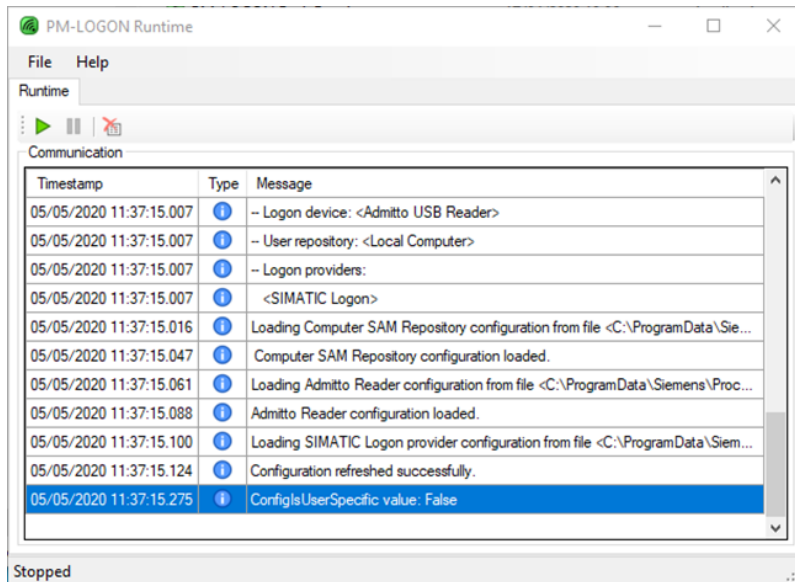 PM-LOGON Runtime
File Help
Runtime
Communication
Timestamp Type Message
05/05/2020 11:37:15.007 -- Logon device: <Admitto USB Reader>
05/05/2020 11:37:15.007 -- User repository: <Local Computer>
05/05/2020 11:37:15.007 -- Logon providers:
05/05/2020 11:37:15.007 <SIMATIC Logon>
05/05/2020 11:37:15.016 Loading Computer SAM Repository configuration from file <C:\ProgramData\Sie...
05/05/2020 11:37:15.047 Computer SAM Repository configuration loaded.
05/05/2020 11:37:15.061 Loading Admitto Reader configuration from file <C:\ProgramData\Siemens\Proc...
05/05/2020 11:37:15.088 Admitto Reader configuration loaded.
05/05/2020 11:37:15.100 Loading SIMATIC Logon provider configuration from file <C:\ProgramData\Siem...
05/05/2020 11:37:15.124 Configuration refreshed successfully.
05/05/2020 11:37:15.275 ConfigIsUserSpecific value: False
Stopped